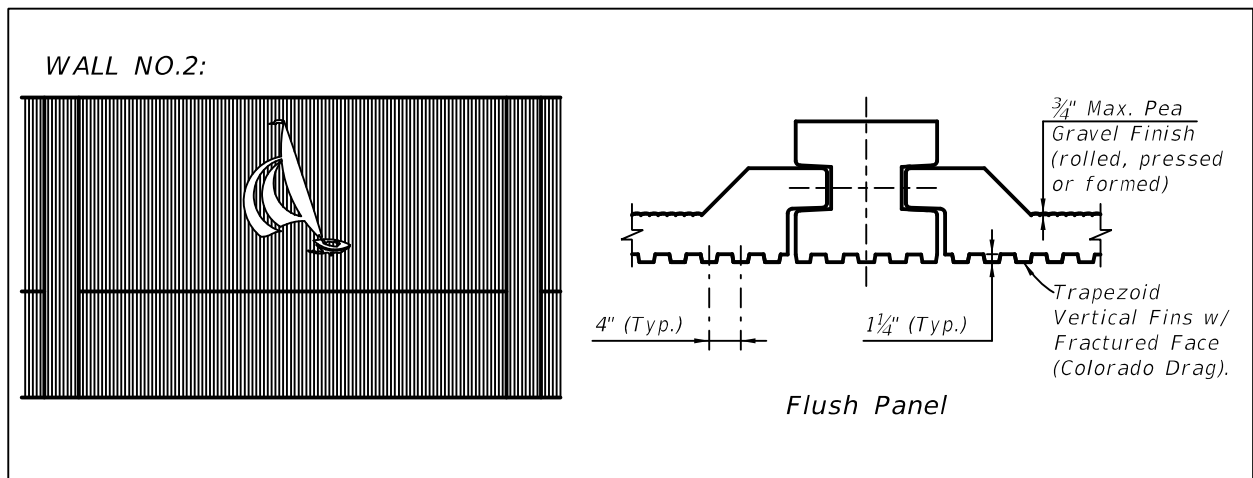 WALL NO.2:
¾" Max. Pea
Gravel Finish
(rolled, pressed
or formed)
4" (Typ.)
1¼" (Typ.)
Trapezoid
Vertical Fins w/
Fractured Face
(Colorado Drag).
Flush Panel